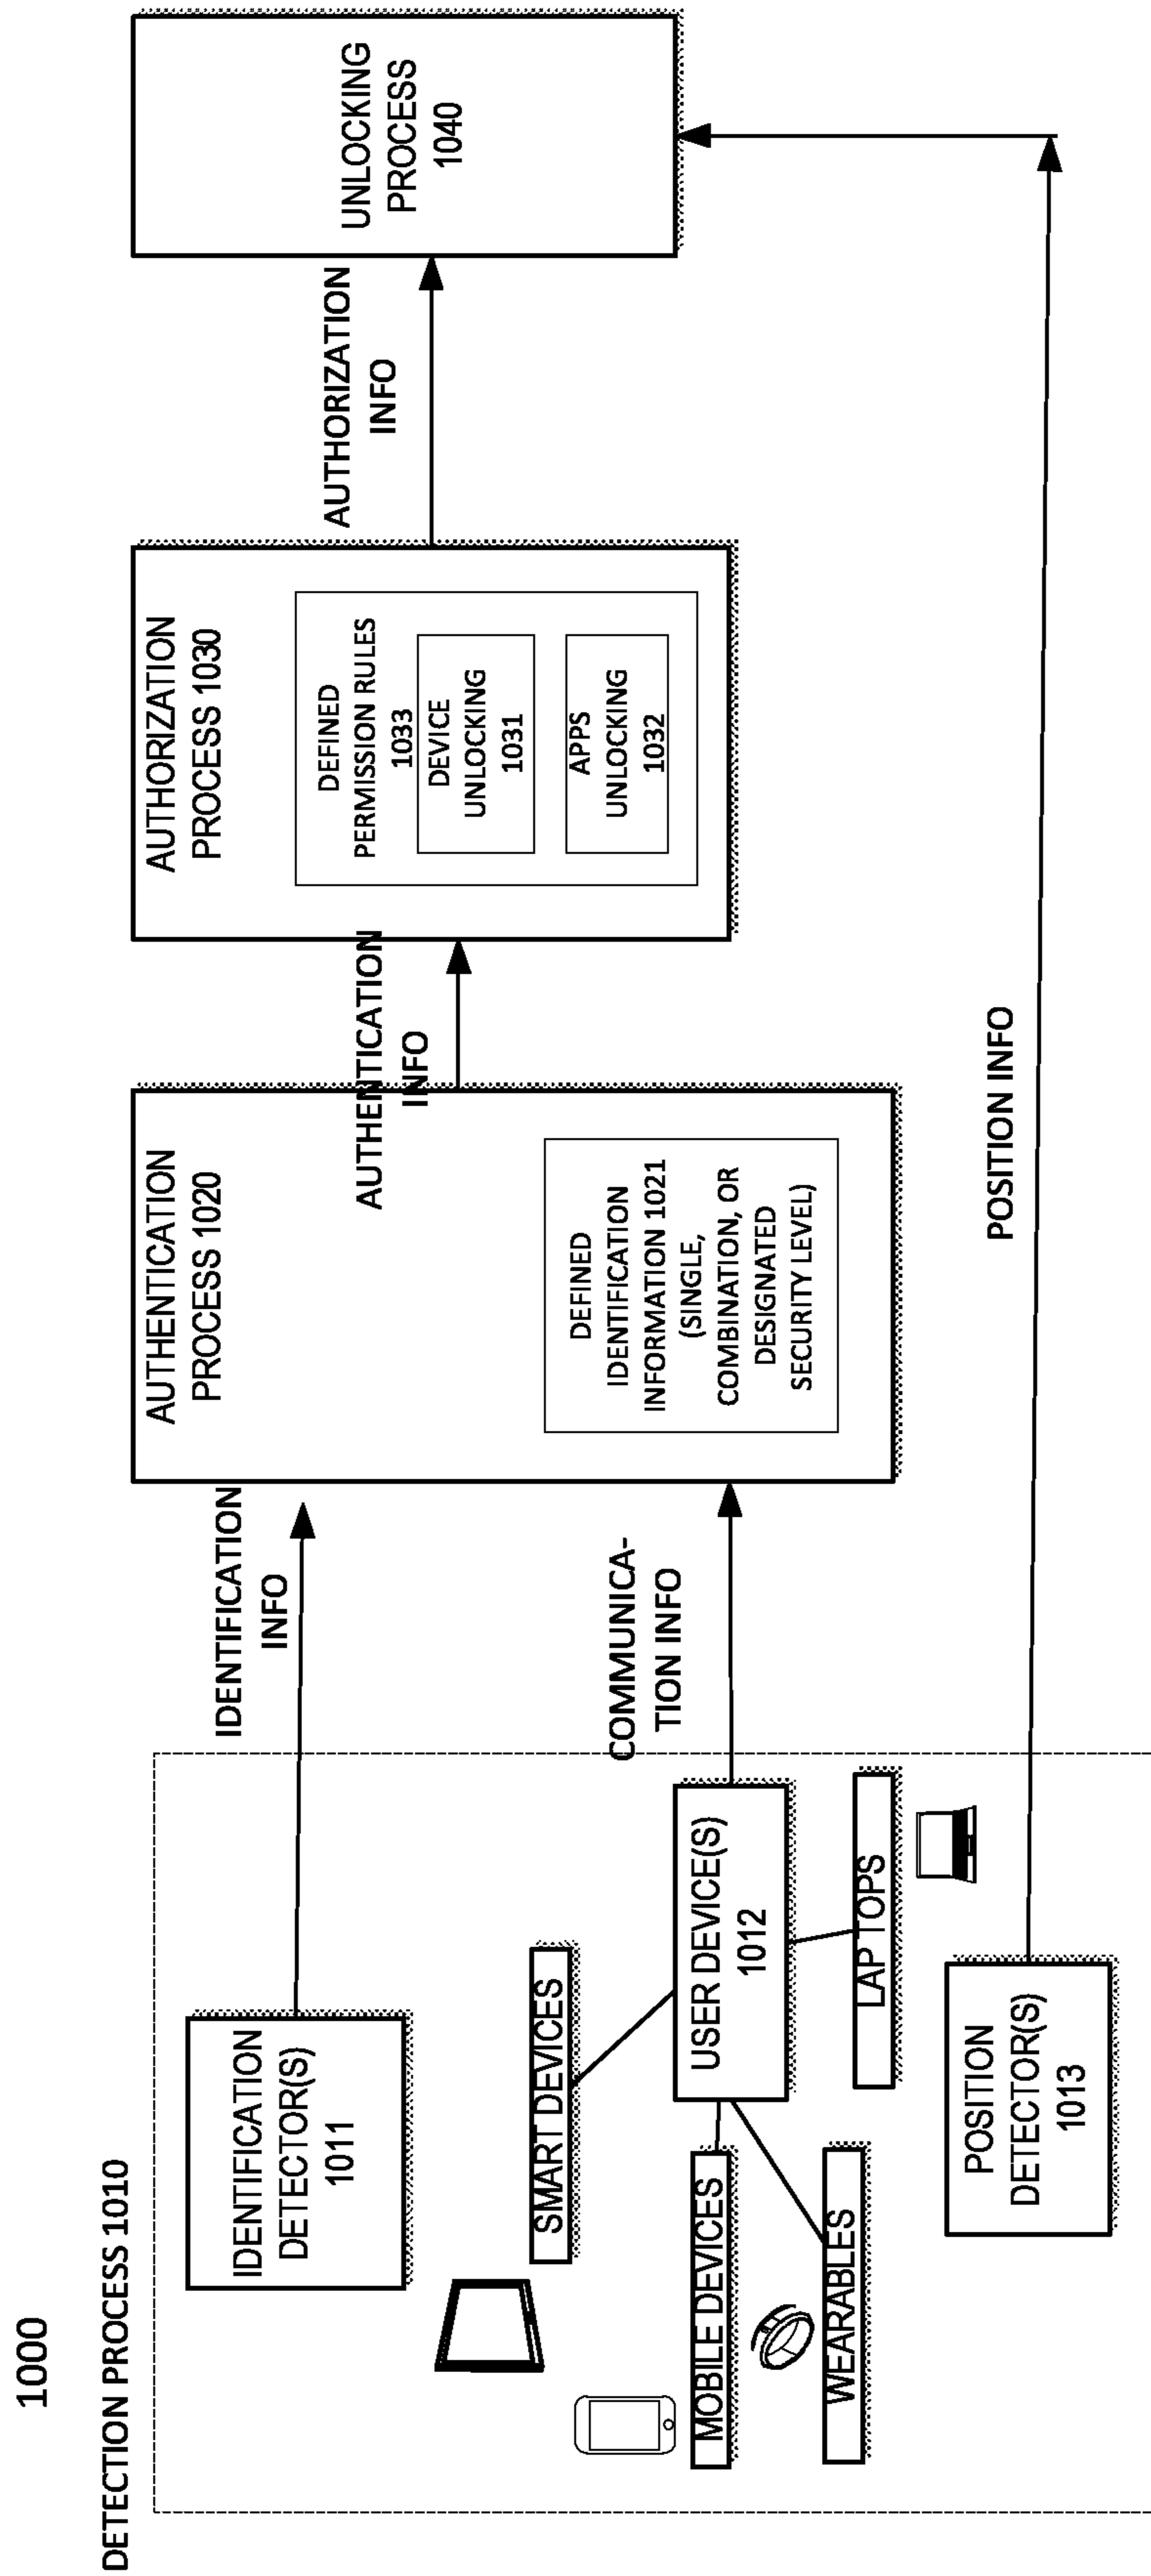 1000
DETECTION PROCESS 1010
IDENTIFICATION
DETECTOR(S)
1011
SMART DEVICES
MOBILE DEVICES
WEARABLES
USER DEVICE(S)
1012
LAP TOPS
POSITION
DETECTOR(S)
1013
IDENTIFICATION
INFO
COMMUNICA-
TION INFO
POSITION INFO
AUTHENTICATION
PROCESS 1020
DEFINED
IDENTIFICATION
INFORMATION 1021
(SINGLE,
COMBINATION, OR
DESIGNATED
SECURITY LEVEL)
AUTHENTICATION
INFO
AUTHORIZATION
PROCESS 1030
DEFINED
PERMISSION RULES
1033
DEVICE
UNLOCKING
1031
APPS
UNLOCKING
1032
AUTHORIZATION
INFO
UNLOCKING
PROCESS
1040